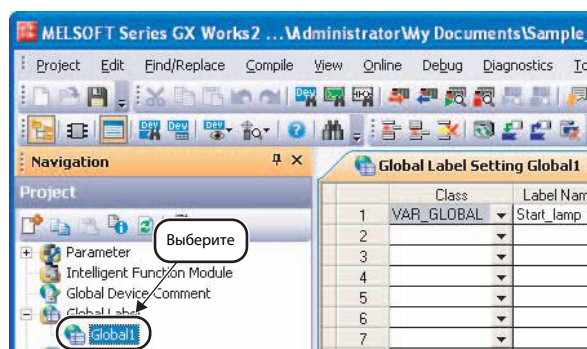 MELSOFT Series GX Works2 ...\Administrator\My Documents\Sample_
Project Edit Find/Replace Compile View Online Debug Diagnostics
Navigation
Global Label Setting Global1
Project
Class Label Nam
1 VAR_GLOBAL Start_lamp
2
3
4
5
6
7
Выберите
Parameter
Intelligent Function Module
Global Device Comment
Global Label
Global1